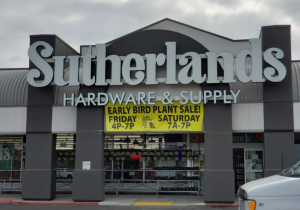 Sutherlands
HARDWARE & SUPPLY
EARLY BIRD PLANT SALE!
FRIDAY SATURDAY
4P-7P 7A-7P